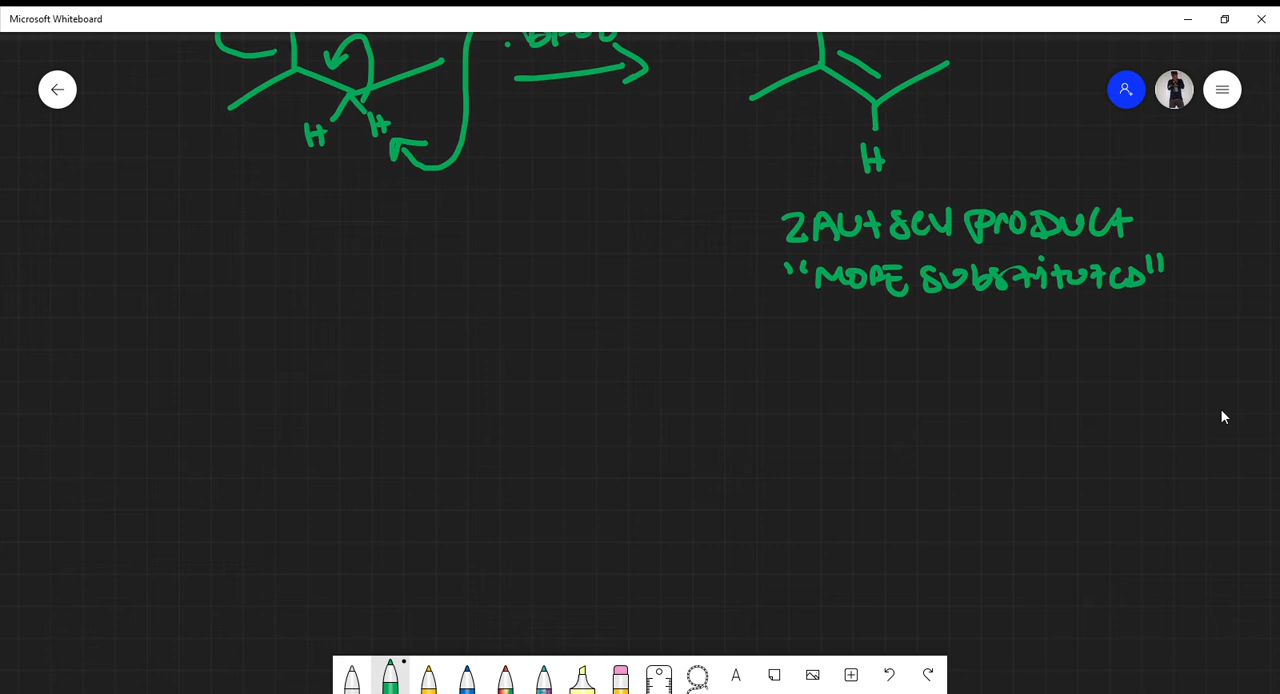 Microsoft Whiteboard
H H
H
ZAITSEV PRODUCT
"MORE SUBSTITUTED"
A